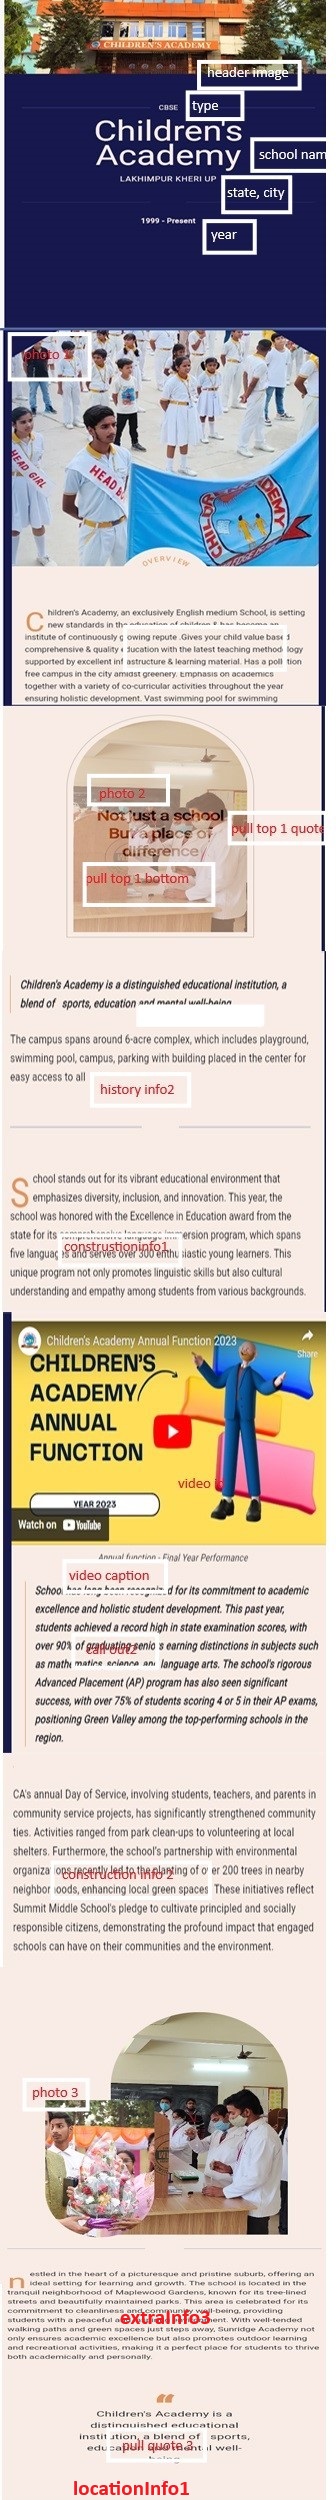 CHILDREN'S ACADEMY
header image
CBSE
type
Children's
Academy
school nam
LAKHIMPUR KHERI UP
state, city
1999 - Present
year
photo 1
HEAD GIRL
HEAD B
OVERVIEW
Children's Academy, an exclusively English medium School, is setting
new standards in the education of children & has become an
institute of continuously growing repute .Gives your child value based
comprehensive & quality education with the latest teaching methodology
supported by excellent infrastructure & learning material. Has a pollution
free campus in the city amidst greenery. Emphasis on academics
together with a variety of co-curricular activities throughout the year
ensuring holistic development. Vast swimming pool for swimming
photo 2
Not just a school
But a place of
difference
pull top 1 quote
pull top 1 bottom
Children's Academy is a distinguished educational institution, a
blend of sports, education and mental well-being
The campus spans around 6-acre complex, which includes playground,
swimming pool, campus, parking with building placed in the center for
easy access to all
history info2
School stands out for its vibrant educational environment that
emphasizes diversity, inclusion, and innovation. This year, the
school was honored with the Excellence in Education award from the
state for its comprehensive language immersion program, which spans
five languages and serves over 300 enthusiastic young learners. This
unique program not only promotes linguistic skills but also cultural
understanding and empathy among students from various backgrounds.
construstioninfo1
Children's Academy Annual Function 2023
Share
CHILDREN'S
ACADEMY
ANNUAL
FUNCTION
video i
YEAR 2023
Watch on YouTube
Annual function - Final Year Performance
video caption
School has long been recognized for its commitment to academic
excellence and holistic student development. This past year,
students achieved a record high in state examination scores, with
over 90% of graduating seniors earning distinctions in subjects such
as mathematics, science, and language arts. The school's rigorous
Advanced Placement (AP) program has also seen significant
success, with over 75% of students scoring 4 or 5 in their AP exams,
positioning Green Valley among the top-performing schools in the
region.
call out2
CA's annual Day of Service, involving students, teachers, and parents in
community service projects, has significantly strengthened community
ties. Activities ranged from park clean-ups to volunteering at local
shelters. Furthermore, the school's partnership with environmental
organizations recently led to the planting of over 200 trees in nearby
neighborhoods, enhancing local green spaces. These initiatives reflect
Summit Middle School's pledge to cultivate principled and socially
responsible citizens, demonstrating the profound impact that engaged
schools can have on their communities and the environment.
construction info 2
photo 3
nestled in the heart of a picturesque and pristine suburb, offering an
ideal setting for learning and growth. The school is located in the
tranquil neighborhood of Maplewood Gardens, known for its tree-lined
streets and beautifully maintained parks. This area is celebrated for its
commitment to cleanliness and community well-being, providing
students with a peaceful and environment. With well-tended
walking paths and green spaces just steps away, Sunridge Academy not
only ensures academic excellence but also promotes outdoor learning
and recreational activities, making it a perfect place for students to thrive
both academically and personally.
extraInfo3
“
Children's Academy is a
distinguished educational
institution, a blend of sports,
education and mental well-
being
pull quote 3
locationInfo1